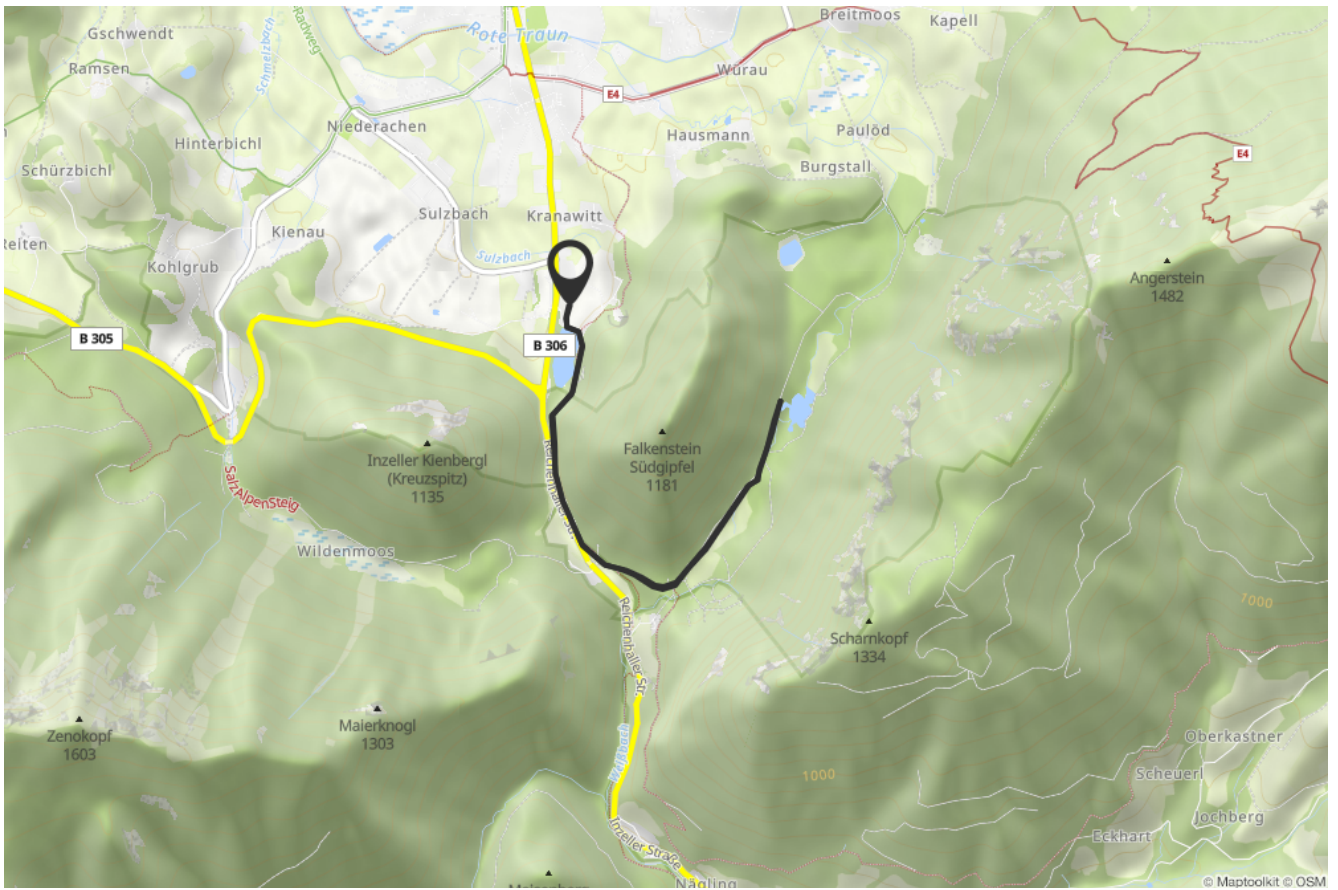 Breitmoos
Kapell
Gschwendt
Radweg
Rote Traun
Ramsen
Schmelzbach
Würau
E4
Niederachen
Hausmann
Paulöd
Hinterbichl
E4
Schürzbichl
Burgstall
Sulzbach
Kranawitt
Kienau
Reiten
Sulzbach
Kohlgrub
Angerstein
1482
B 305
B 306
Falkenstein
Südgipfel
1181
Inzeller Kienbergl
(Kreuzspitz)
1135
Reichenhaller Str.
SalzAlpenSteig
Wildenmoos
1000
Reichenhaller Str.
Scharnkopf
1334
Maierknogl
1303
Zenokopf
1603
Weißbach
Oberkastner
1000
Scheuerl
Jochberg
Inzeller Straße
Eckhart
Nagling
© Maptoolkit © OSM